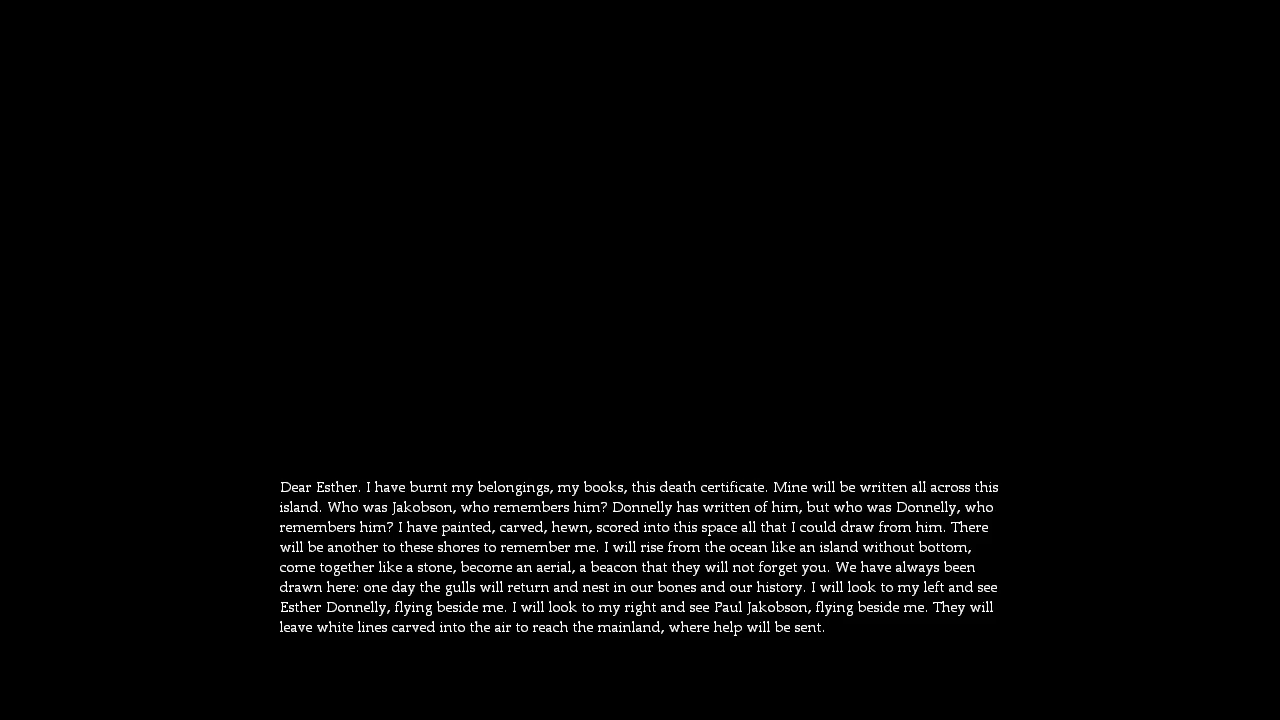 Dear Esther. I have burnt my belongings, my books, this death certificate. Mine will be written all across this
island. Who was Jakobson, who remembers him? Donnelly has written of him, but who was Donnelly, who
remembers him? I have painted, carved, hewn, scored into this space all that I could draw from him. There
will be another to these shores to remember me. I will rise from the ocean like an island without bottom,
come together like a stone, become an aerial, a beacon that they will not forget you. We have always been
drawn here: one day the gulls will return and nest in our bones and our history. I will look to my left and see
Esther Donnelly, flying beside me. I will look to my right and see Paul Jakobson, flying beside me. They will
leave white lines carved into the air to reach the mainland, where help will be sent.